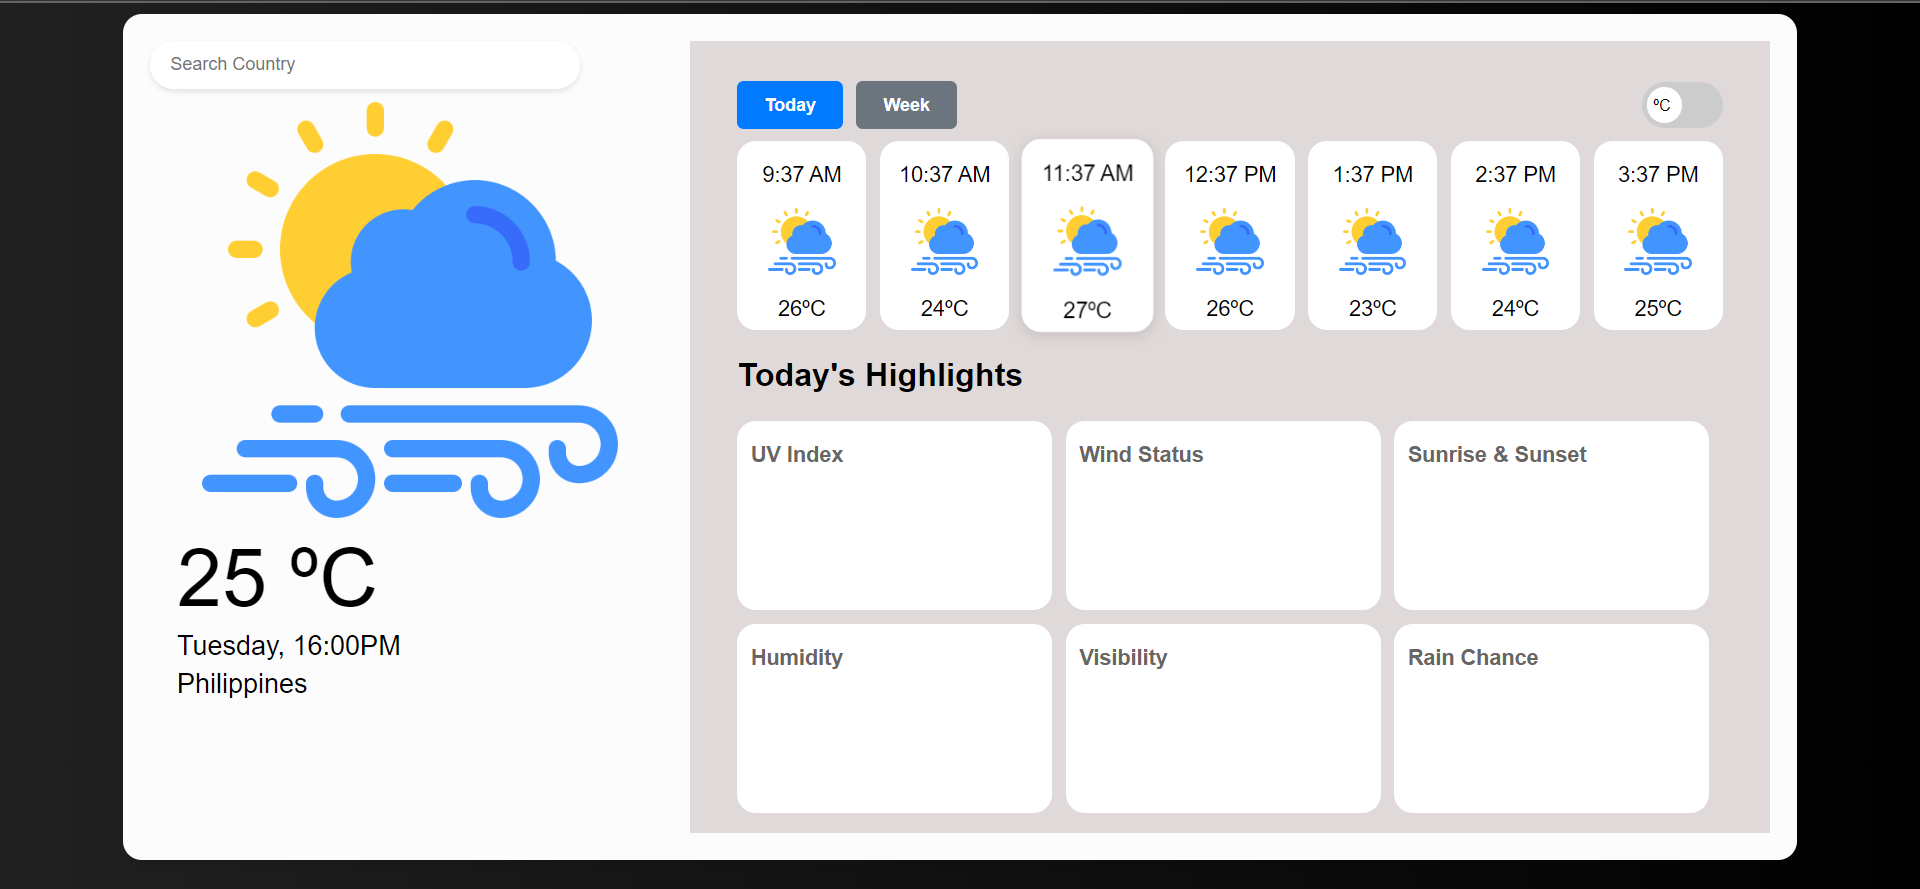 Search Country
25 ºC
Tuesday, 16:00PM
Philippines
Today Week ºC
9:37 AM 10:37 AM 11:37 AM 12:37 PM 1:37 PM 2:37 PM 3:37 PM
26ºC 24ºC 27ºC 26ºC 23ºC 24ºC 25ºC
Today's Highlights
UV Index Wind Status Sunrise & Sunset
Humidity Visibility Rain Chance